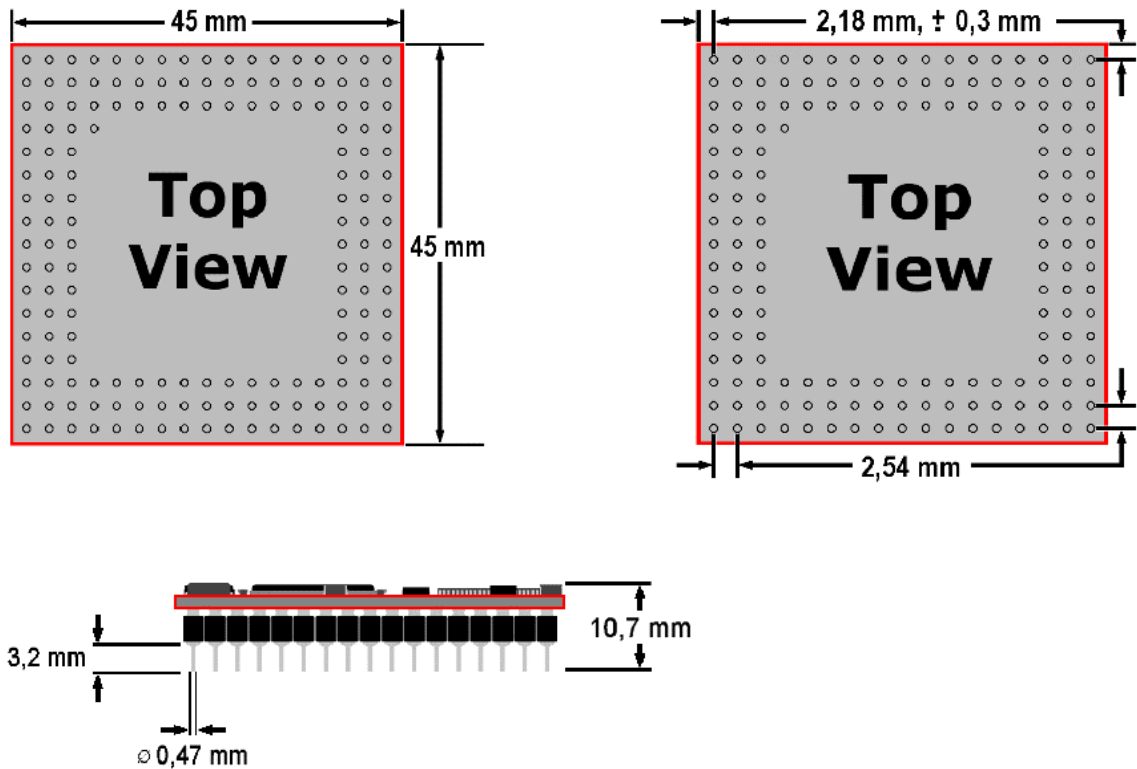 45 mm
2,18 mm, ± 0,3 mm
Top
View
45 mm
Top
View
2,54 mm
10,7 mm
3,2 mm
⌀ 0,47 mm